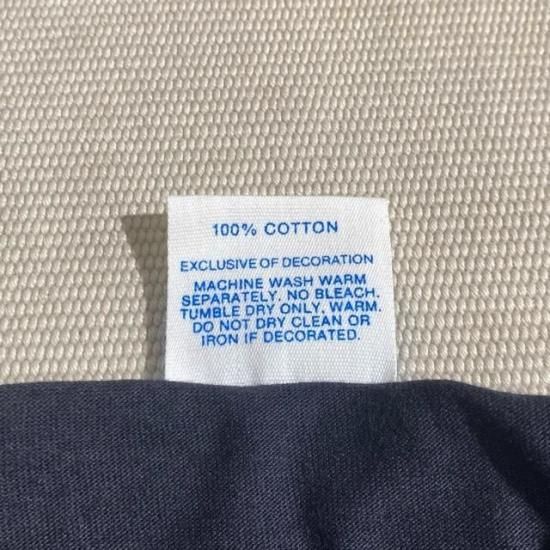 100% COTTON
EXCLUSIVE OF DECORATION
MACHINE WASH WARM
SEPARATELY. NO BLEACH.
TUMBLE DRY ONLY, WARM.
DO NOT DRY CLEAN OR
IRON IF DECORATED.